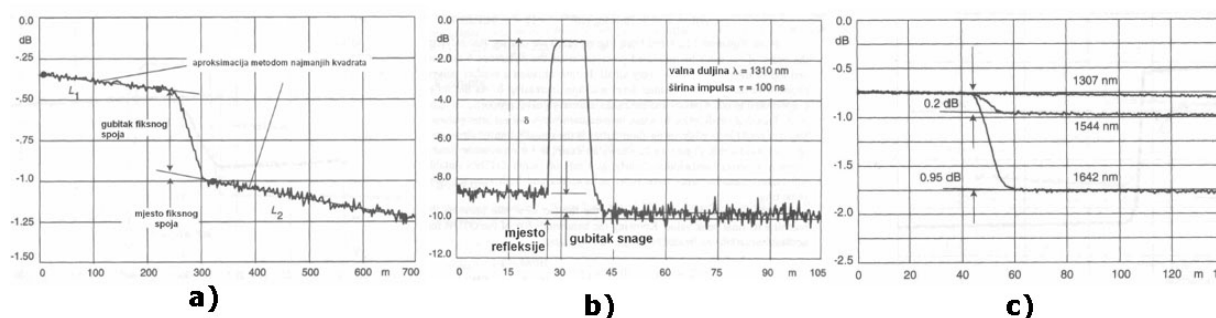 0.0
dB
-.25
aproksimacija metodom najmanjih kvadrata
L1
-.50
gubitak fiksnog
spoja
-.75
-1.0
mjesto fiksnog
spoja
L2
-1.25
-1.50
0 100 200 300 400 500 600 m 700
a)
0.0
dB
-2.0
valna duljina λ = 1310 nm
širina impulsa τ = 100 ns
-4.0
δ
-6.0
-8.0
-10.0
mjesto
refleksije
gubitak snage
-12.0
0 15 30 45 60 75 m 105
b)
0.0
dB
-0.5
1307 nm
0.2 dB
-1.0
1544 nm
-1.5
0.95 dB
1642 nm
-2.0
-2.5
0 20 40 60 80 100 120 m
c)